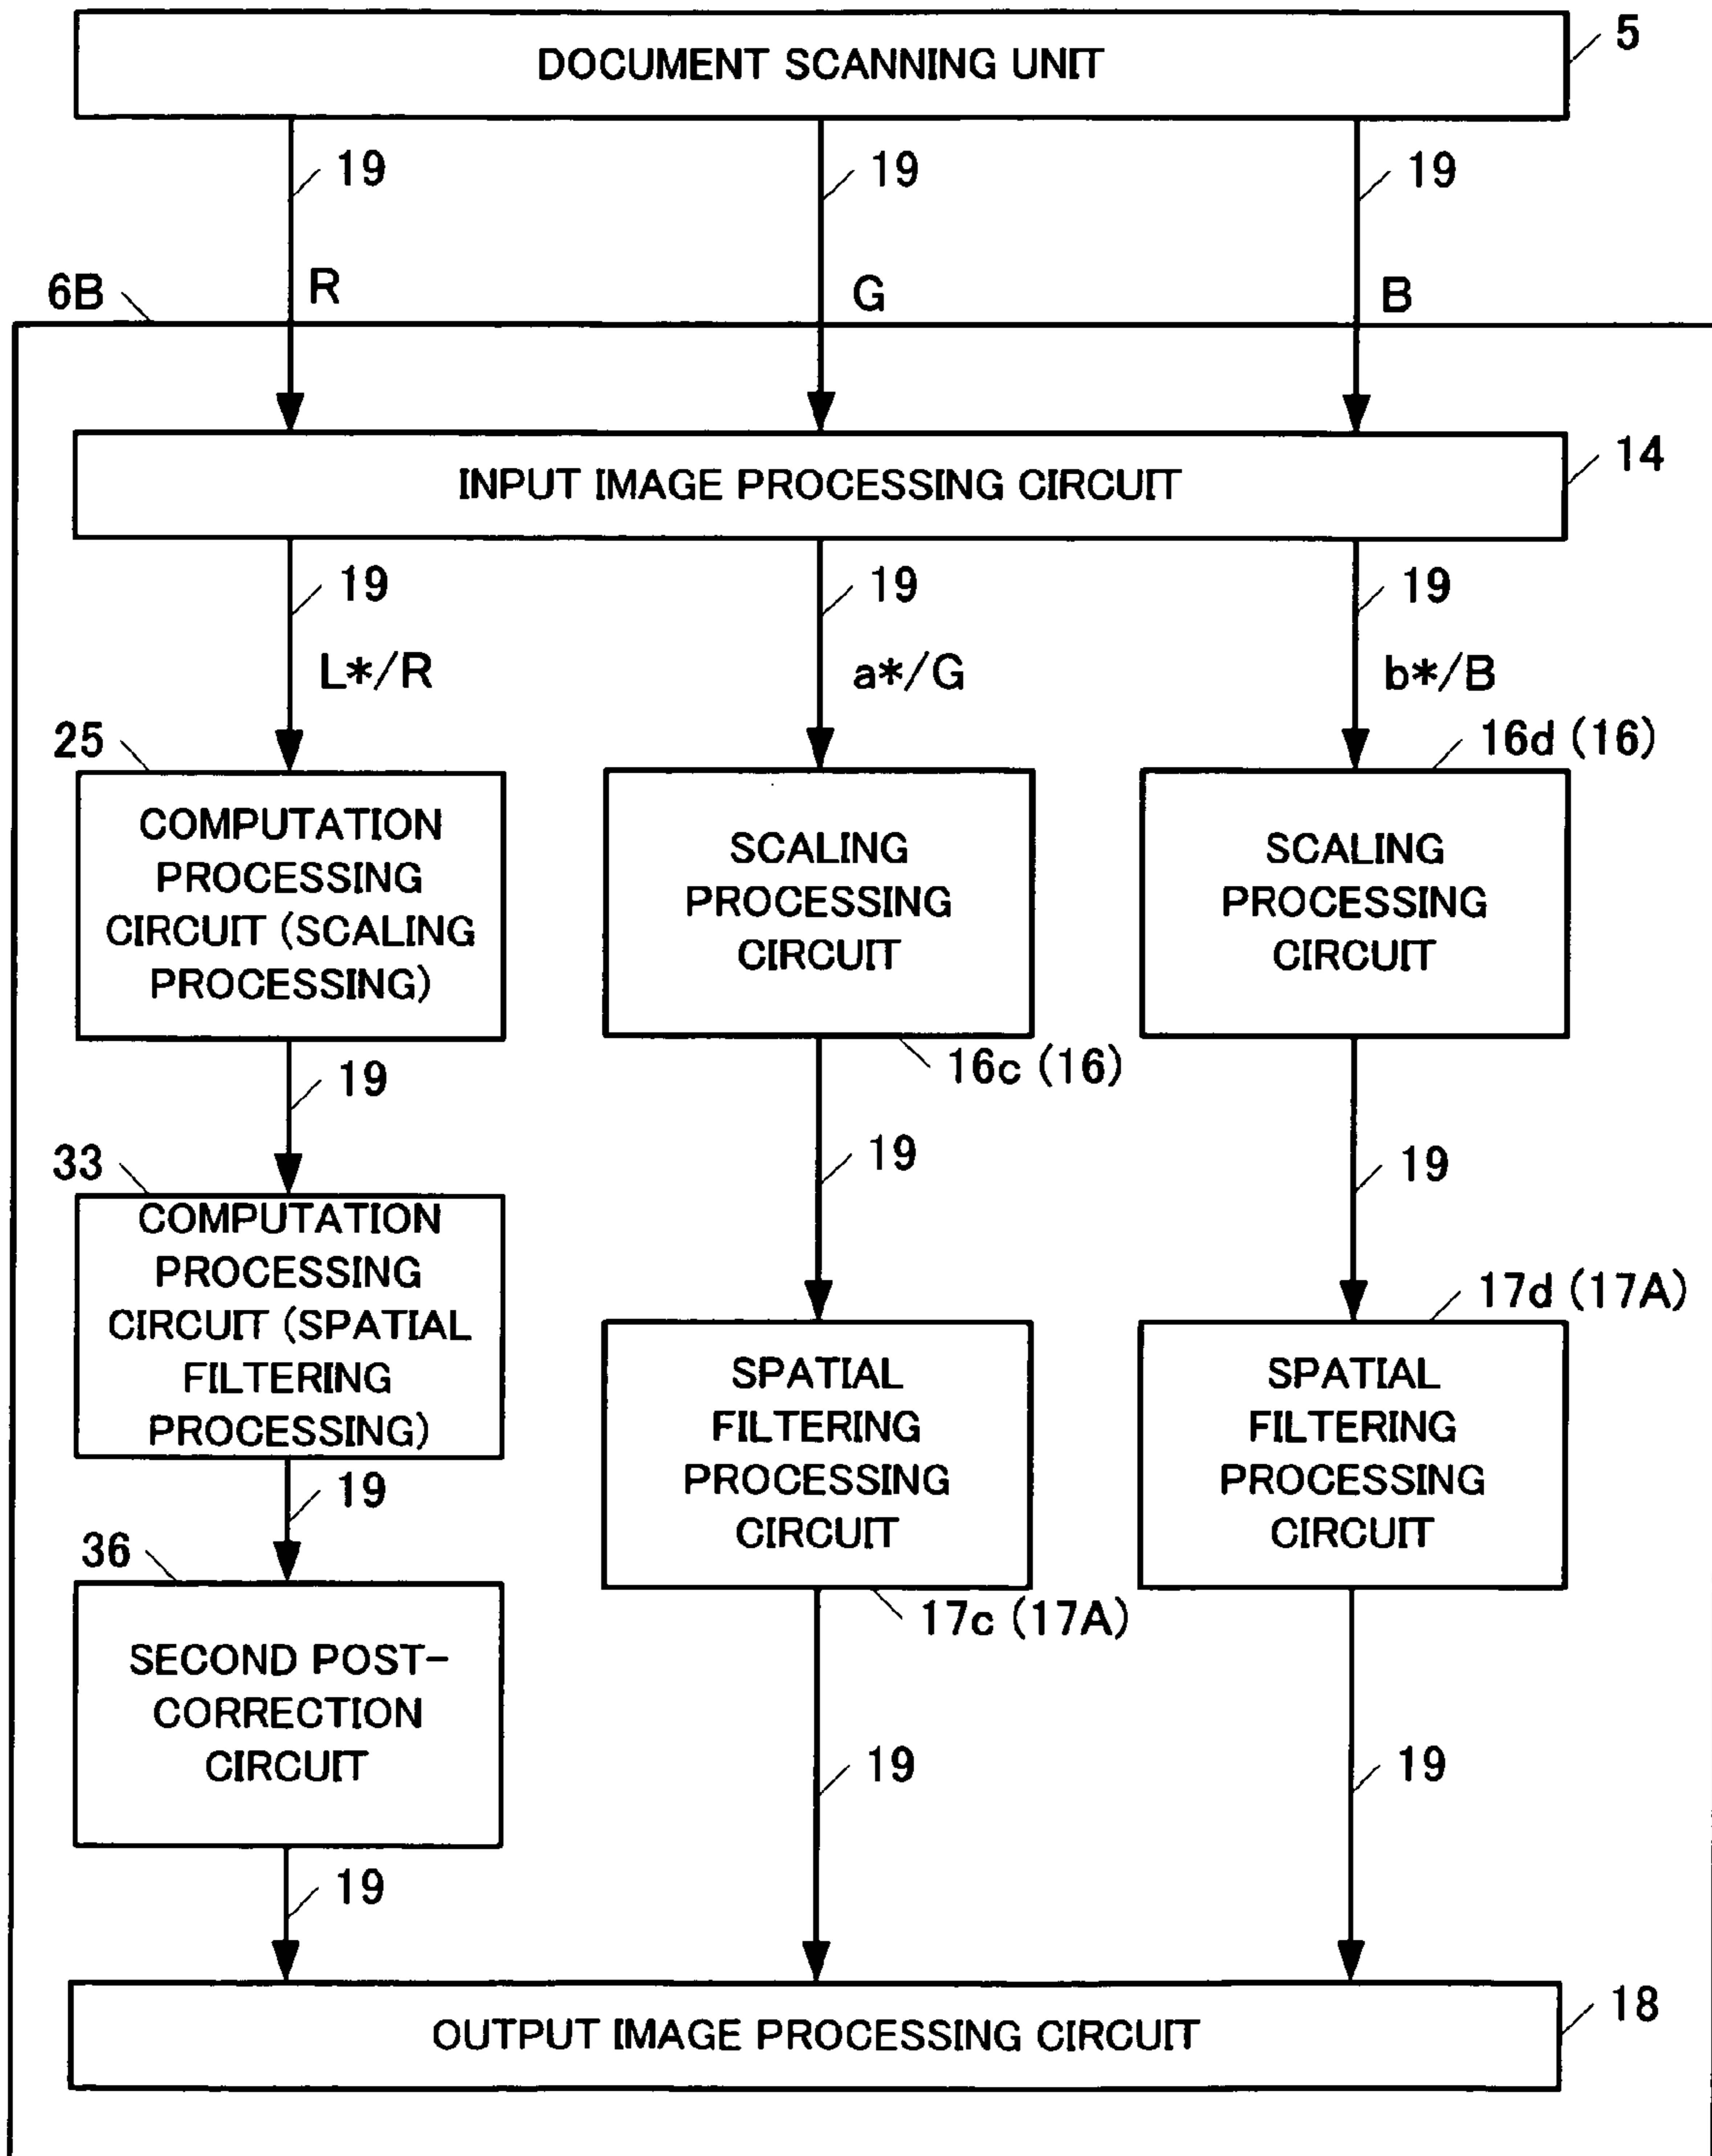 DOCUMENT SCANNING UNIT
5
19
19
19
6B
R
G
B
INPUT IMAGE PROCESSING CIRCUIT
14
19
19
19
L*/R
a*/G
b*/B
25
16d (16)
COMPUTATION
PROCESSING
CIRCUIT (SCALING
PROCESSING)
SCALING
PROCESSING
CIRCUIT
SCALING
PROCESSING
CIRCUIT
19
16c (16)
33
19
19
COMPUTATION
PROCESSING
CIRCUIT (SPATIAL
FILTERING
PROCESSING)
17d (17A)
SPATIAL
FILTERING
PROCESSING
CIRCUIT
SPATIAL
FILTERING
PROCESSING
CIRCUIT
19
36
17c (17A)
SECOND POST-
CORRECTION
CIRCUIT
19
19
19
OUTPUT IMAGE PROCESSING CIRCUIT
18